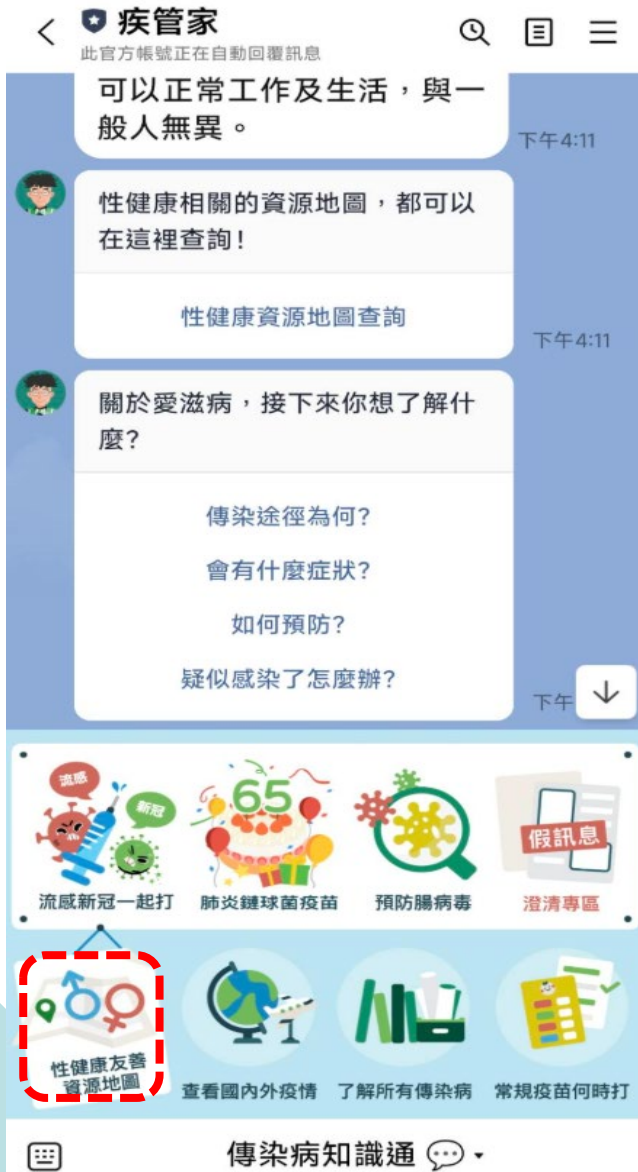 疾管家
此官方帳號正在自動回覆訊息
可以正常工作及生活，與一
般人無異。
下午4:11
性健康相關的資源地圖，都可以
在這裡查詢!
性健康資源地圖查詢
下午4:11
關於愛滋病，接下來你想了解什
麼?
傳染途徑為何?
會有什麼症狀?
如何預防?
疑似感染了怎麼辦?
下午
流感
新冠
流感新冠一起打
65
肺炎鏈球菌疫苗
預防腸病毒
假訊息
澄清專區
性健康友善
資源地圖
查看國內外疫情
了解所有傳染病
常規疫苗何時打
傳染病知識通